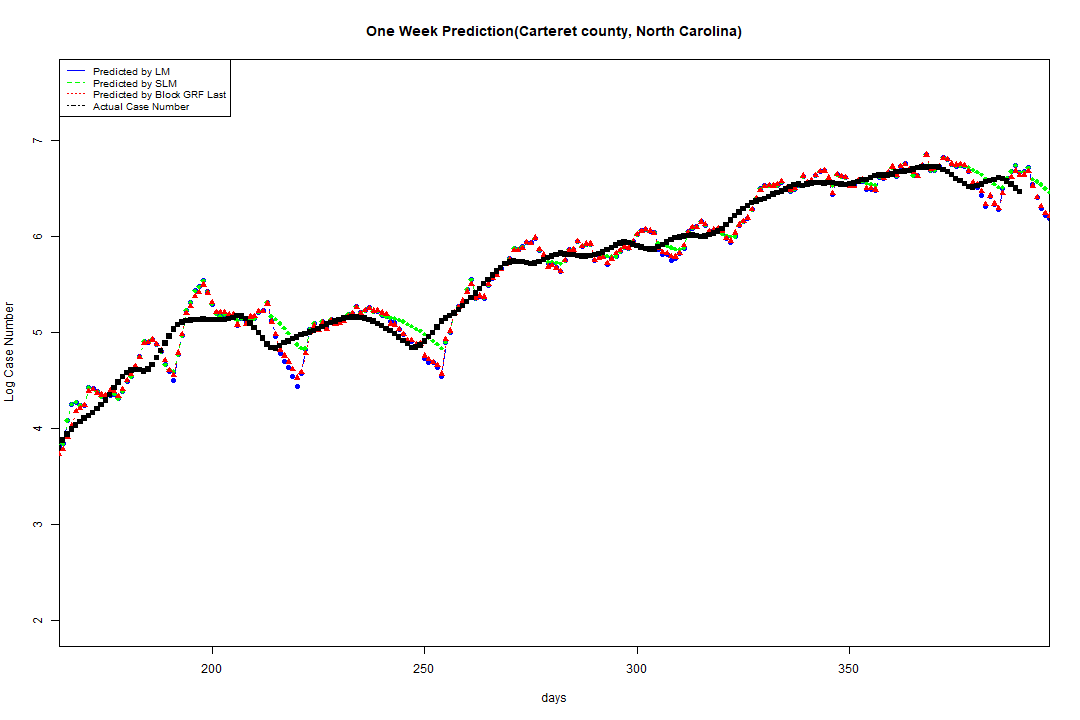 One Week Prediction(Carteret county, North Carolina)
Predicted by LM
Predicted by SLM
Predicted by Block GRF Last
Actual Case Number
7
6
5
4
3
2
Log Case Number
200 250 300 350
days